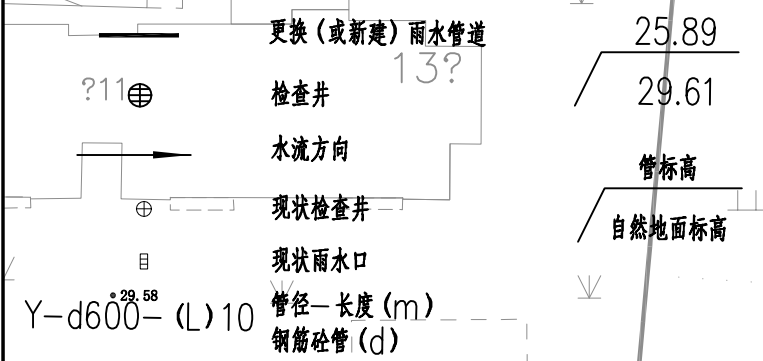 更换（或新建）雨水管道
25.89
13?
29.61
?11
检查井
水流方向
管标高
现状检查井
自然地面标高
现状雨水口
29.58
Y-d600-(L)10
管径—长度(m)
钢筋砼管(d)